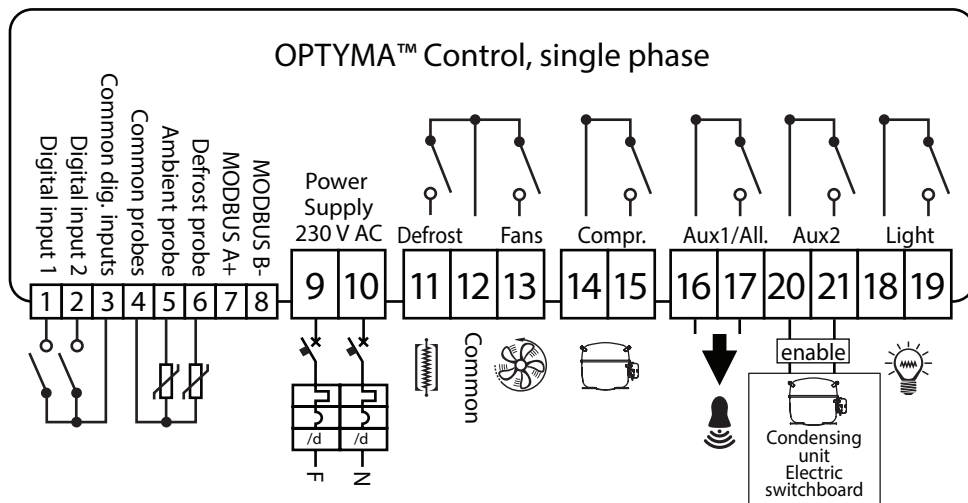 OPTYMA™ Control, single phase
Digital input 1
Digital input 2
Common dig. inputs
Common probes
Ambient probe
Defrost probe
MODBUS A+
MODBUS B-
Power
Supply
230 V AC
Defrost
Fans
Compr.
Aux1/All.
Aux2
Light
1 2 3 4 5 6 7 8
9 10
11 12 13
14 15
16 17 20 21 18 19
Common
enable
/d /d
F N
Condensing
unit
Electric
switchboard